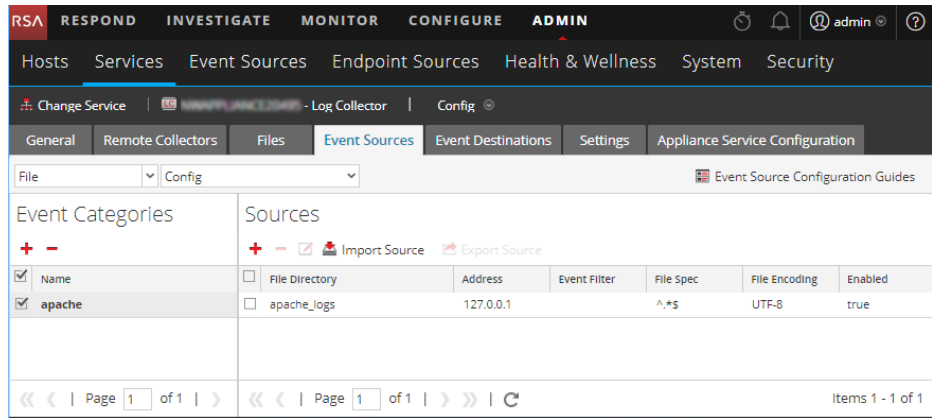 RSA RESPOND INVESTIGATE MONITOR CONFIGURE ADMIN admin ?
Hosts Services Event Sources Endpoint Sources Health & Wellness System Security
Change Service | LC - Log Collector | Config
General Remote Collectors Files Event Sources Event Destinations Settings Appliance Service Configuration
File Config Event Source Configuration Guides
Event Categories Sources
+ − + − Import Source Export Source
Name File Directory Address Event Filter File Spec File Encoding Enabled
apache apache_logs 127.0.0.1 ^.*$ UTF-8 true
Page 1 of 1 Page 1 of 1 Items 1 - 1 of 1